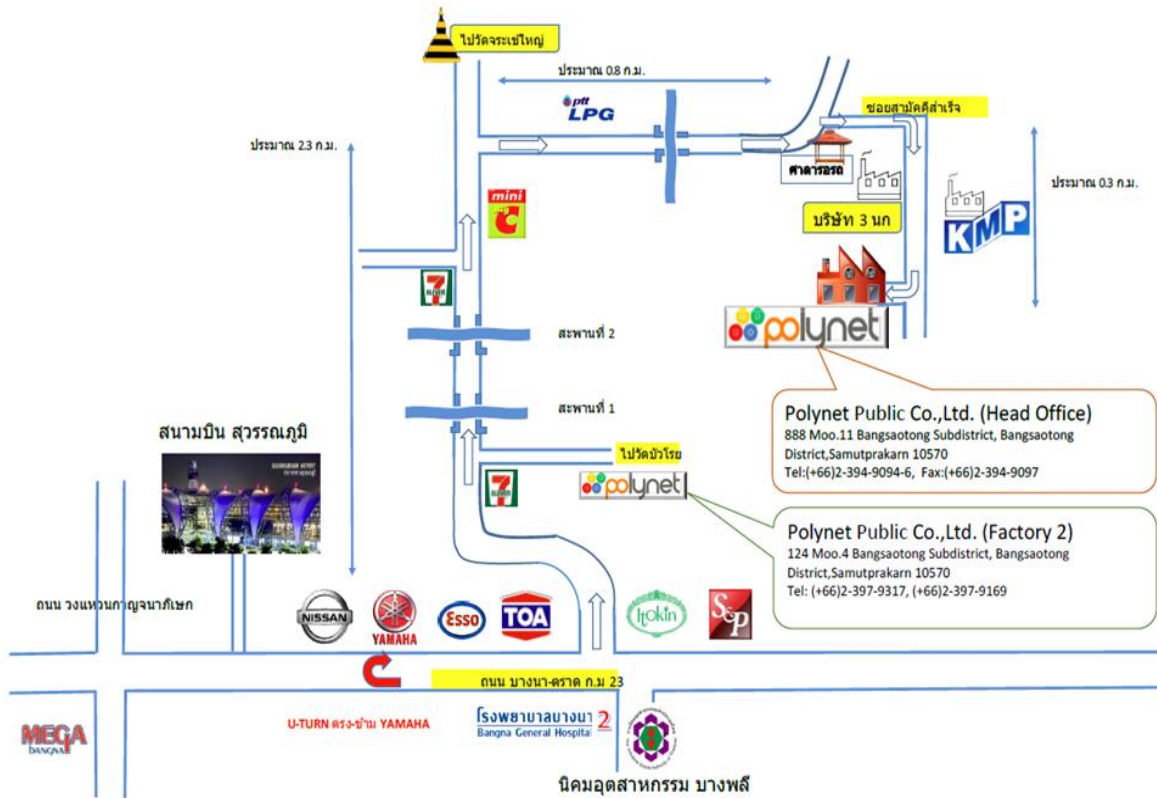 ไปวัดจระเข้ใหญ่
ประมาณ 0.8 ก.ม.
ptt
LPG
ซอยสามัคคีสำเร็จ
ประมาณ 2.3 ก.ม.
ศาลารอรถ
ประมาณ 0.3 ก.ม.
mini
Big
C
บริษัท 3 นก
KMP
7
ELEVEN
polynet
สะพานที่ 2
สะพานที่ 1
Polynet Public Co.,Ltd. (Head Office)
888 Moo.11 Bangsaotong Subdistrict, Bangsaotong
District,Samutprakarn 10570
Tel:(+66)2-394-9094-6, Fax:(+66)2-394-9097
สนามบิน สุวรรณภูมิ
ไปวัดบัวโรย
7
ELEVEN
polynet
Polynet Public Co.,Ltd. (Factory 2)
124 Moo.4 Bangsaotong Subdistrict, Bangsaotong
District,Samutprakarn 10570
Tel: (+66)2-397-9317, (+66)2-397-9169
ถนน วงแหวนกาญจนาภิเษก
NISSAN
YAMAHA
Esso
TOA
Itokin
S&P
ถนน บางนา-ตราด ก.ม 23
MEGA
BANGNA
U-TURN ตรง-ข้าม YAMAHA
โรงพยาบาลบางนา 2
Bangna General Hospital
นิคมอุตสาหกรรม บางพลี